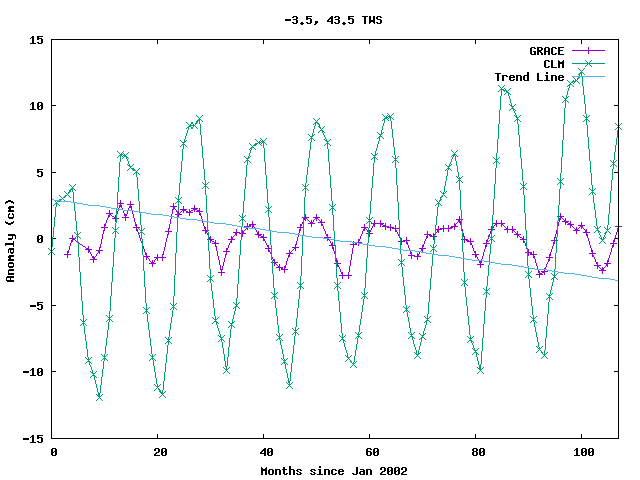 -3.5, 43.5 TWS
GRACE
CLM
Trend Line
15
10
5
0
-5
-10
-15
Anomaly (cm)
0 20 40 60 80 100
Months since Jan 2002